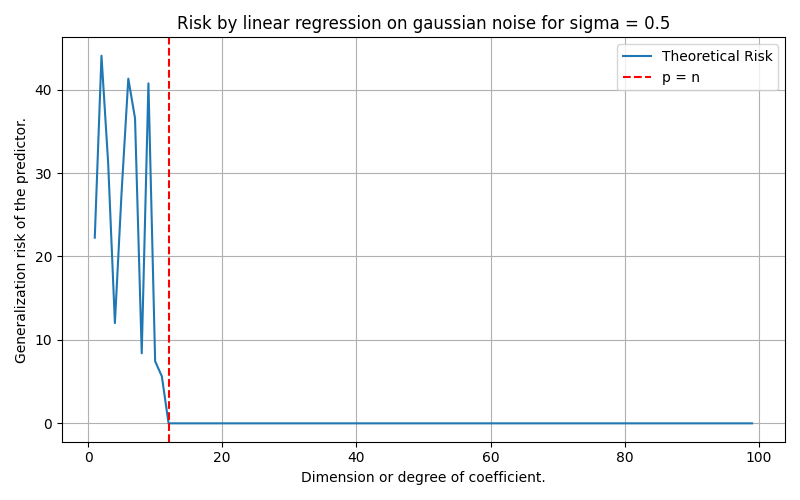 Risk by linear regression on gaussian noise for sigma = 0.5
Theoretical Risk
p = n
Generalization risk of the predictor.
40
30
20
10
0
0 20 40 60 80 100
Dimension or degree of coefficient.